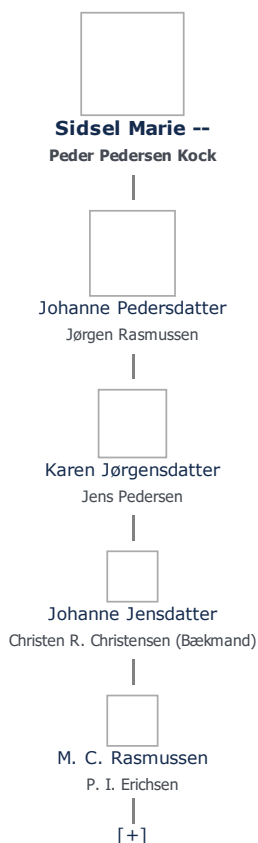 Sidsel Marie --
Peder Pedersen Kock
Johanne Pedersdatter
Jørgen Rasmussen
Karen Jørgensdatter
Jens Pedersen
Johanne Jensdatter
Christen R. Christensen (Bækmand)
M. C. Rasmussen
P. I. Erichsen
[+]